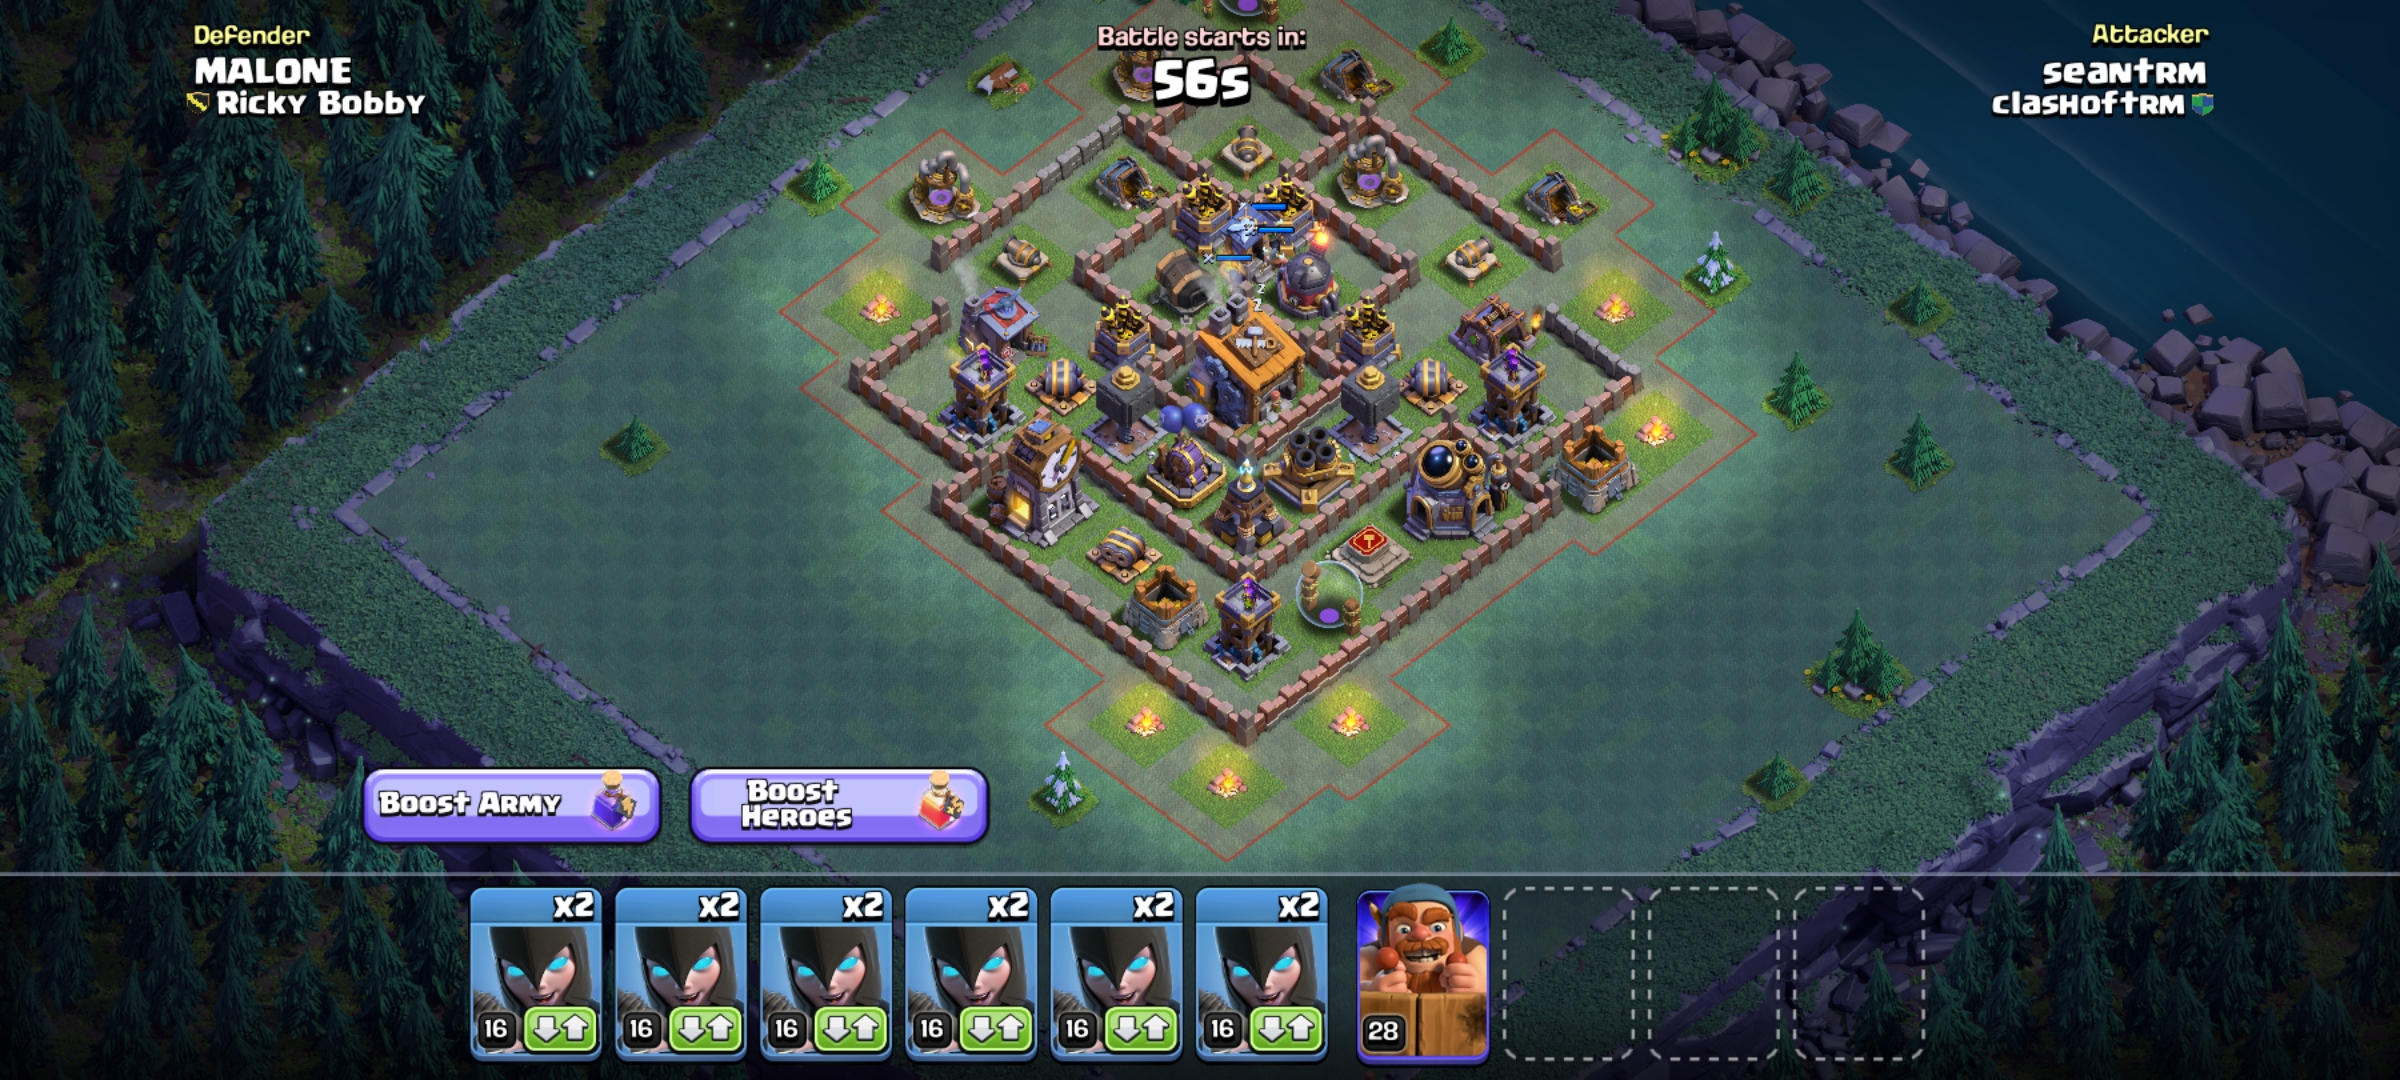 Defender
MALONE
Ricky Bobby
Battle starts in:
56s
Attacker
seantRM
clashoftRM
Boost Army
Boost
Heroes
x2
x2
x2
x2
x2
x2
16
16
16
16
16
16
28